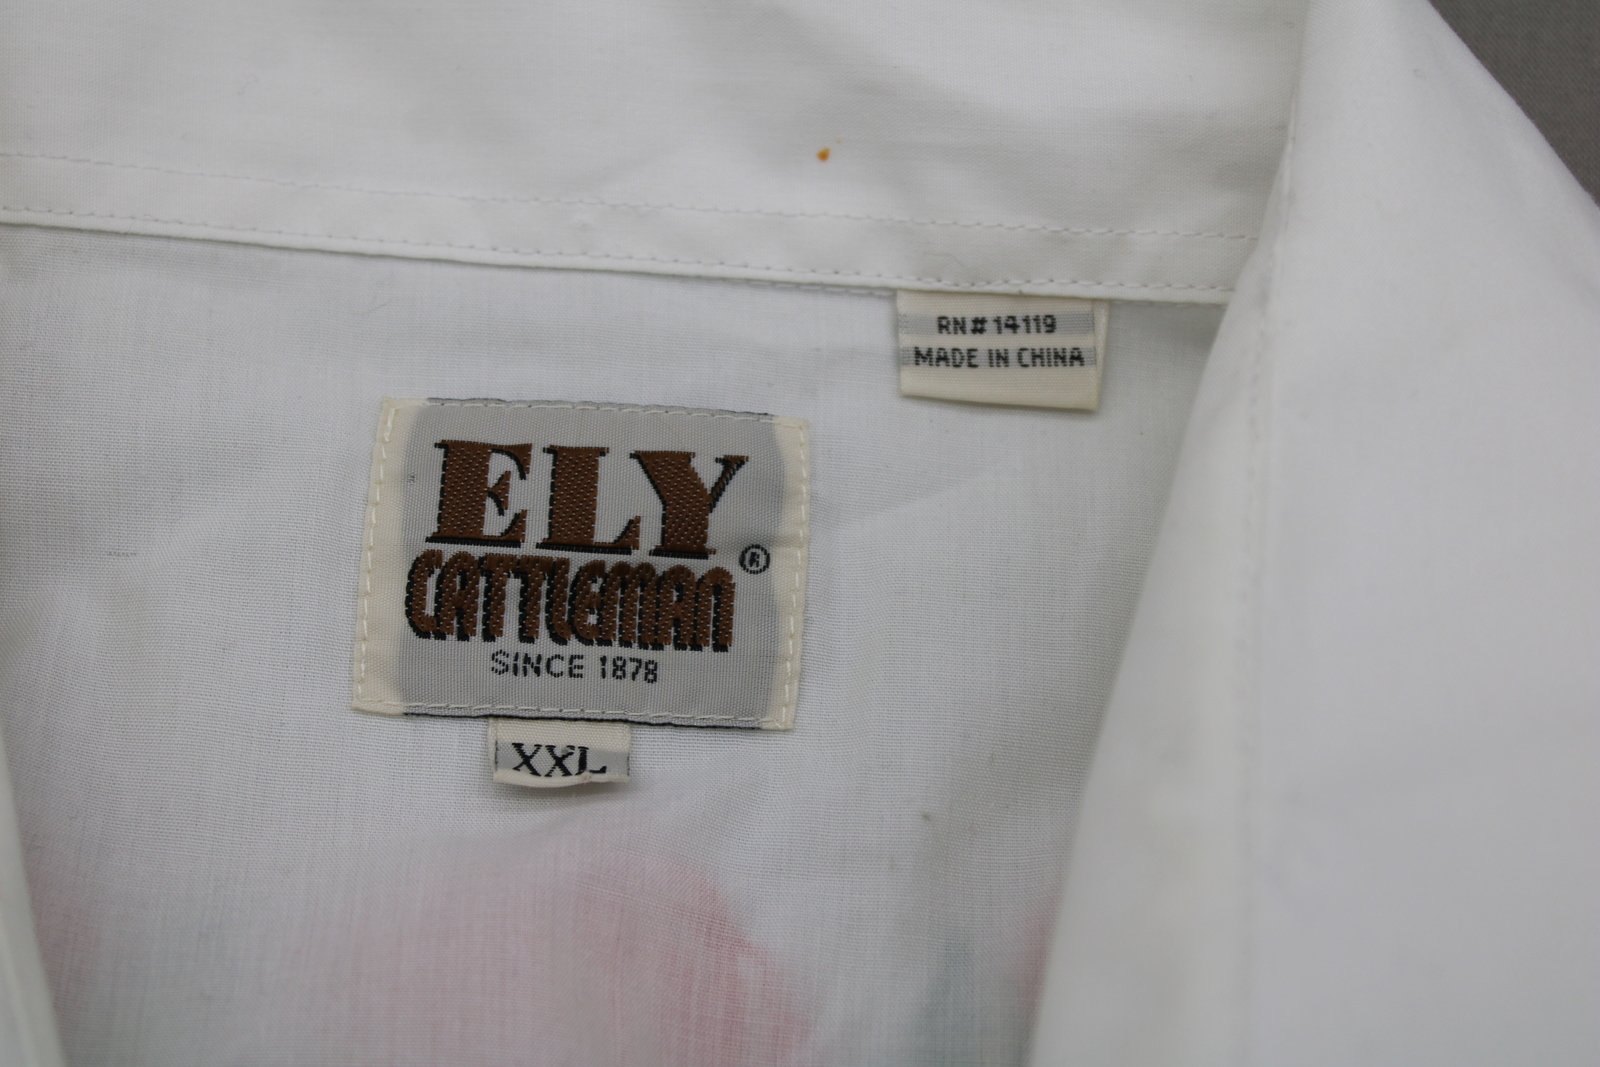 RN#14119
MADE IN CHINA
ELY
CATTLEMAN®
SINCE 1878
XXL